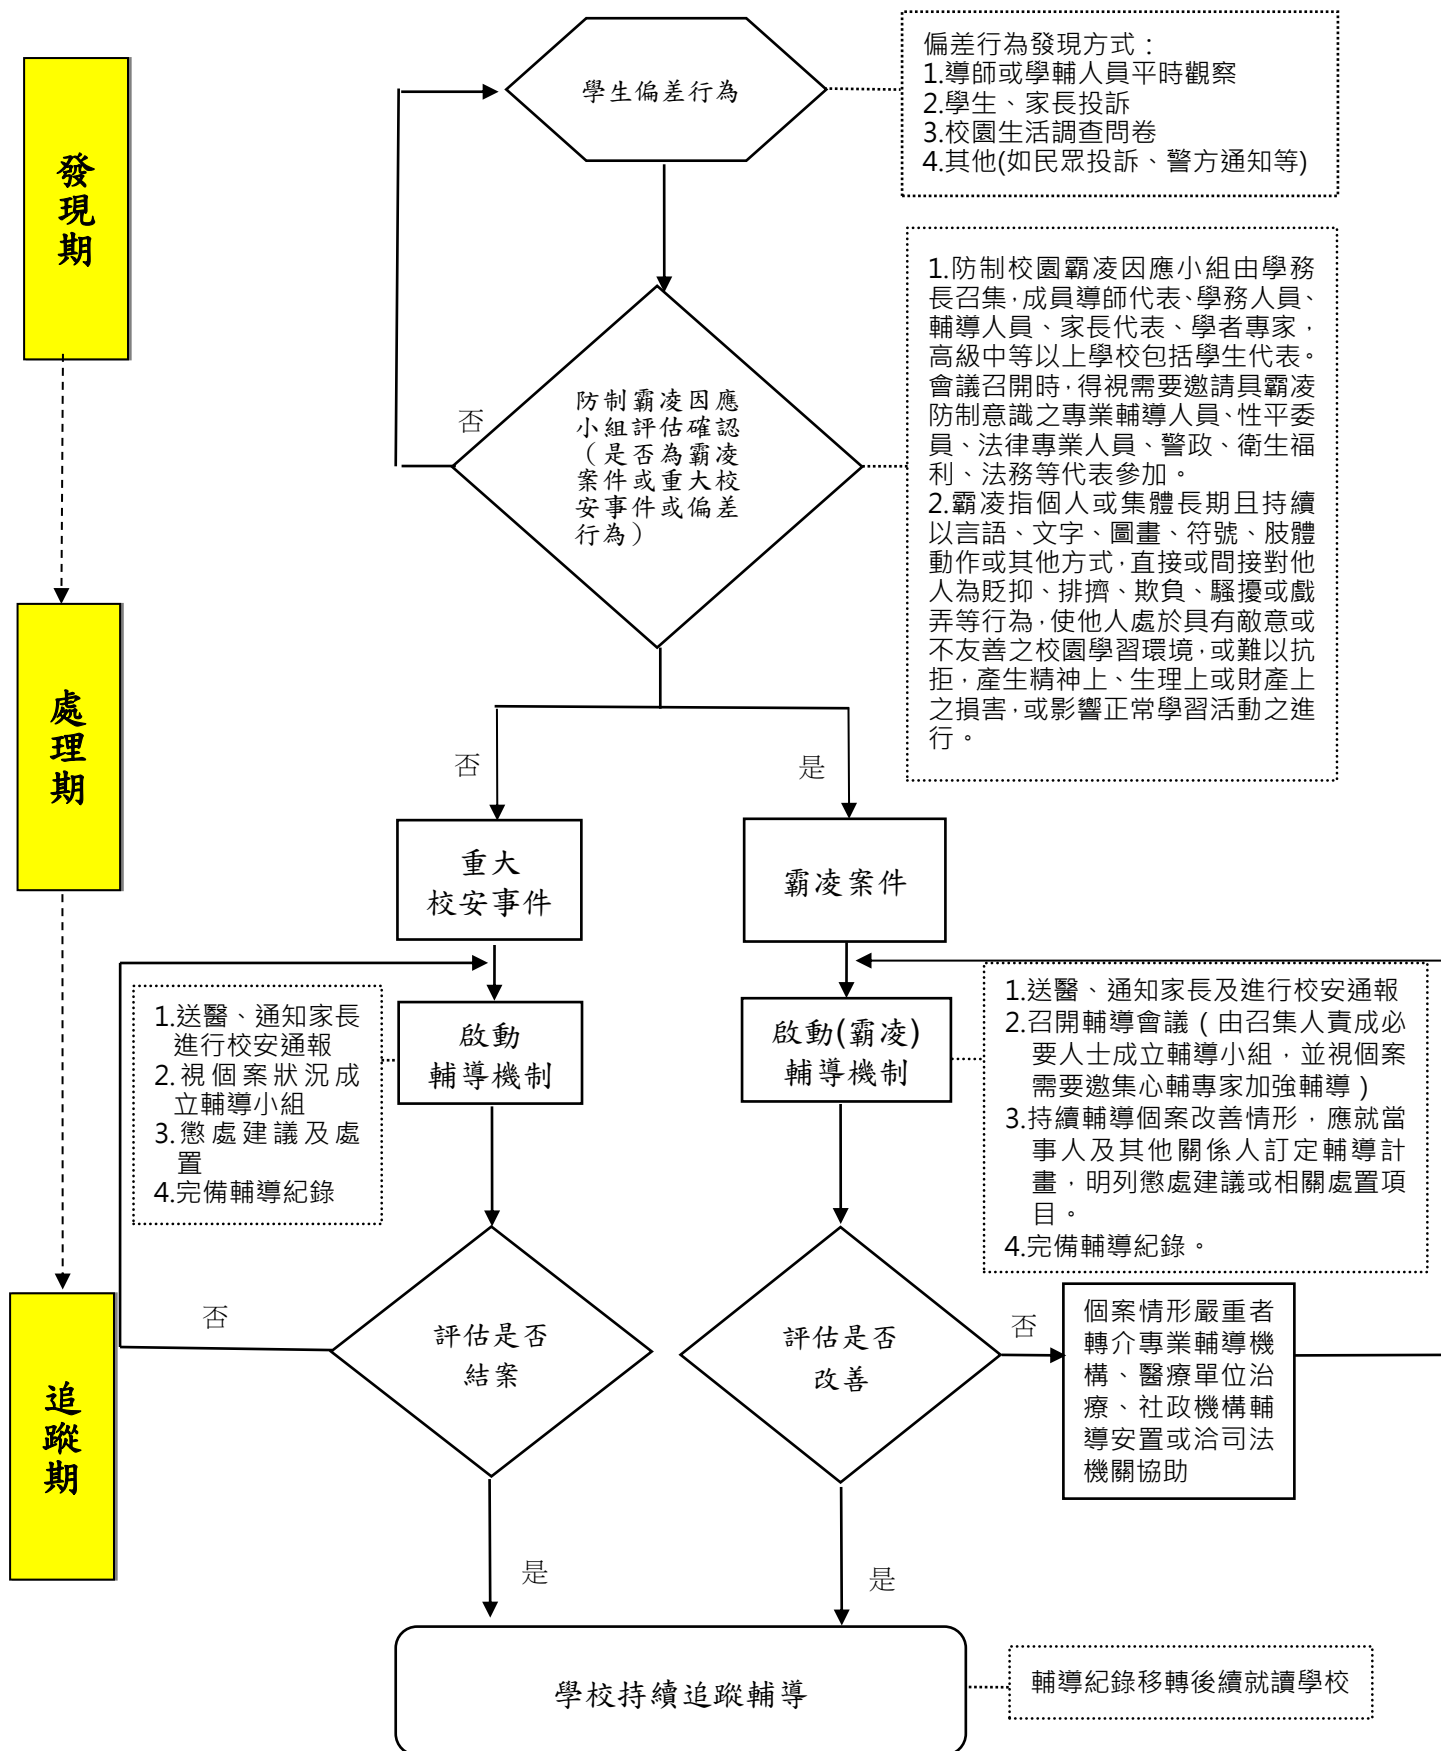 學生偏差行為
偏差行為發現方式：
1.導師或學輔人員平時觀察
2.學生、家長投訴
3.校園生活調查問卷
4.其他(如民眾投訴、警方通知等)
發現期
1.防制校園霸凌因應小組由學務
長召集，成員導師代表、學務人員、
輔導人員、家長代表、學者專家，
高級中等以上學校包括學生代表。
會議召開時，得視需要邀請具霸凌
防制意識之專業輔導人員、性平委
員、法律專業人員、警政、衛生福
利、法務等代表參加。
2.霸凌指個人或集體長期且持續
以言語、文字、圖畫、符號、肢體
動作或其他方式，直接或間接對他
人為貶抑、排擠、欺負、騷擾或戲
弄等行為，使他人處於具有敵意或
不友善之校園學習環境，或難以抗
拒，產生精神上、生理上或財產上
之損害，或影響正常學習活動之進
行。
否
防制霸凌因應
小組評估確認
（是否為霸凌
案件或重大校
安事件或偏差
行為）
處理期
否
是
重大
校安事件
霸凌案件
1.送醫、通知家長
進行校安通報
2.視個案狀況成
立輔導小組
3.懲處建議及處
置
4.完備輔導紀錄
啟動
輔導機制
啟動(霸凌)
輔導機制
1.送醫、通知家長及進行校安通報
2.召開輔導會議（由召集人責成必
要人士成立輔導小組，並視個案
需要邀集心輔專家加強輔導）
3.持續輔導個案改善情形，應就當
事人及其他關係人訂定輔導計
畫，明列懲處建議或相關處置項
目。
4.完備輔導紀錄。
追蹤期
否
評估是否
結案
評估是否
改善
否
個案情形嚴重者
轉介專業輔導機
構、醫療單位治
療、社政機構輔
導安置或洽司法
機關協助
是
是
學校持續追蹤輔導
輔導紀錄移轉後續就讀學校